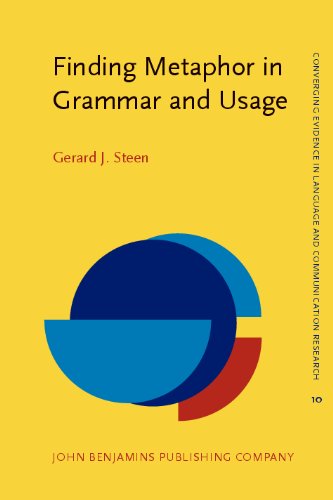 Finding Metaphor in
Grammar and Usage
Gerard J. Steen
CONVERGING EVIDENCE IN LANGUAGE AND COMMUNICATION RESEARCH
10
JOHN BENJAMINS PUBLISHING COMPANY